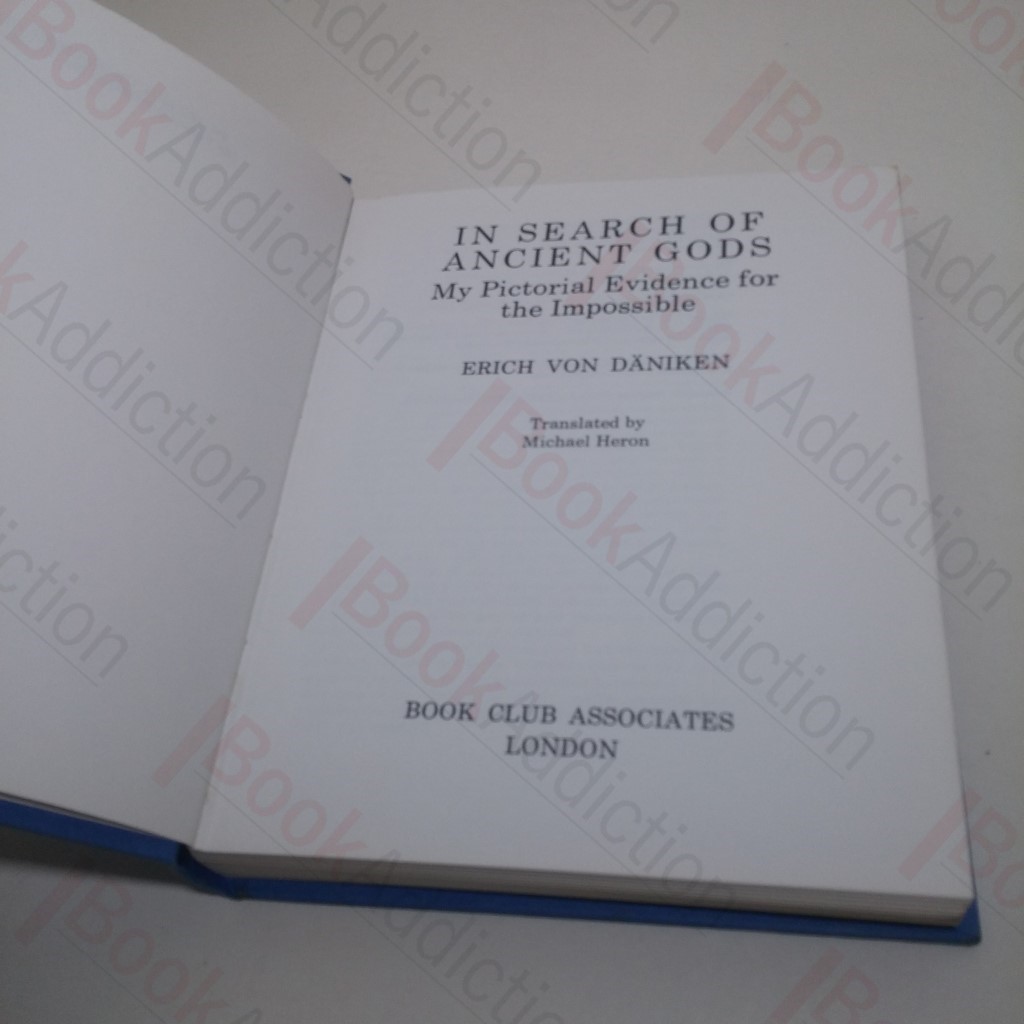 IN SEARCH OF
ANCIENT GODS
My Pictorial Evidence for
the Impossible
ERICH VON DÄNIKEN
Translated by
Michael Heron
BOOK CLUB ASSOCIATES
LONDON
BookAddiction